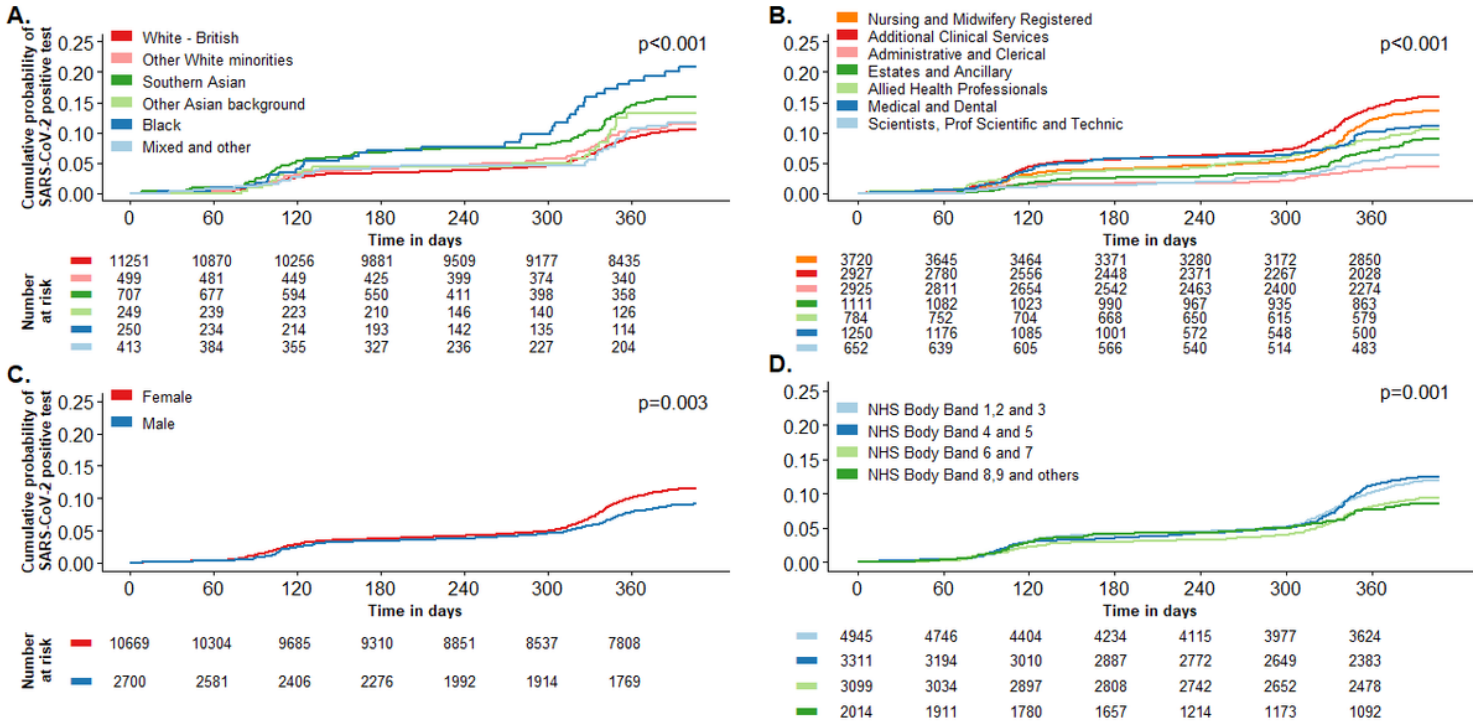 A.
Cumulative probability of
SARS-CoV-2 positive test
0.25
0.20
0.15
0.10
0.05
0.00
White - British
Other White minorities
Southern Asian
Other Asian background
Black
Mixed and other
p<0.001
0 60 120 180 240 300 360
Time in days
Number
at risk
11251 10870 10256 9881 9509 9177 8435
499 481 449 425 399 374 340
707 677 594 550 411 398 358
249 239 223 210 146 140 126
250 234 214 193 142 135 114
413 384 355 327 236 227 204
B.
0.25
0.20
0.15
0.10
0.05
0.00
Nursing and Midwifery Registered
Additional Clinical Services
Administrative and Clerical
Estates and Ancillary
Allied Health Professionals
Medical and Dental
Scientists, Prof Scientific and Technic
p<0.001
0 60 120 180 240 300 360
Time in days
3720 3645 3464 3371 3280 3172 2850
2927 2780 2556 2448 2371 2267 2028
2925 2811 2654 2542 2463 2400 2274
1111 1082 1023 990 967 935 863
784 752 704 668 650 615 579
1250 1176 1085 1001 572 548 500
652 639 605 566 540 514 483
C.
Cumulative probability of
SARS-CoV-2 positive test
0.25
0.20
0.15
0.10
0.05
0.00
Female
Male
p=0.003
0 60 120 180 240 300 360
Time in days
Number
at risk
10669 10304 9685 9310 8851 8537 7808
2700 2581 2406 2276 1992 1914 1769
D.
0.25
0.20
0.15
0.10
0.05
0.00
NHS Body Band 1,2 and 3
NHS Body Band 4 and 5
NHS Body Band 6 and 7
NHS Body Band 8,9 and others
p=0.001
0 60 120 180 240 300 360
Time in days
4945 4746 4404 4234 4115 3977 3624
3311 3194 3010 2887 2772 2649 2383
3099 3034 2897 2808 2742 2652 2478
2014 1911 1780 1657 1214 1173 1092